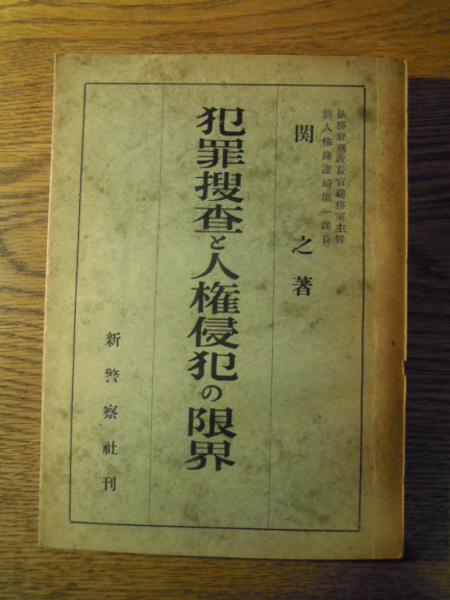 法務府刑政長官総務室主幹
前人権擁護局第一課長
関之著
犯罪捜査と人権侵犯の限界
新警察社刊